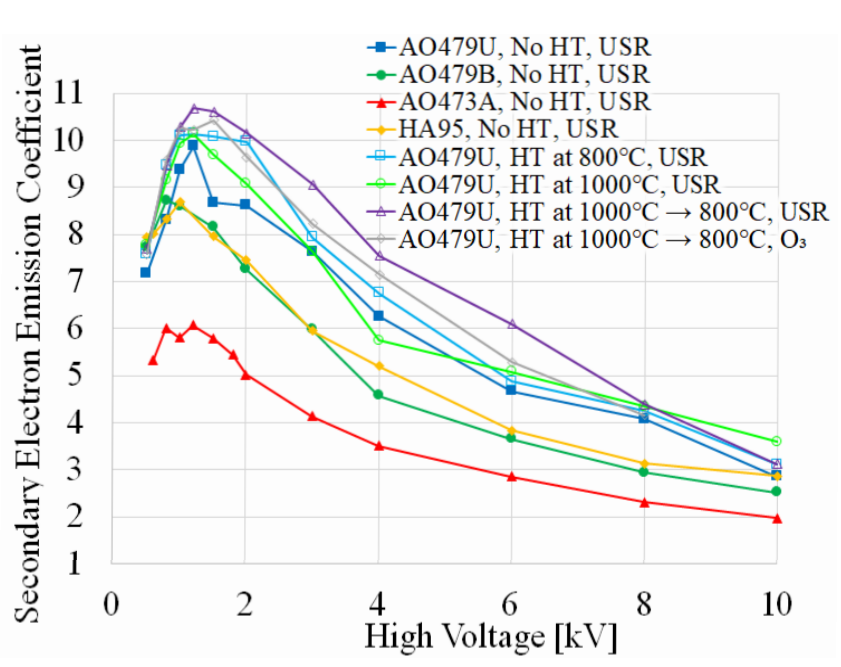 AO479U, No HT, USR
AO479B, No HT, USR
AO473A, No HT, USR
HA95, No HT, USR
AO479U, HT at 800℃, USR
AO479U, HT at 1000℃, USR
AO479U, HT at 1000℃ → 800℃, USR
AO479U, HT at 1000℃ → 800℃, O₃
Secondary Electron Emission Coefficient
11
10
9
8
7
6
5
4
3
2
1
0 2 4 6 8 10
High Voltage [kV]